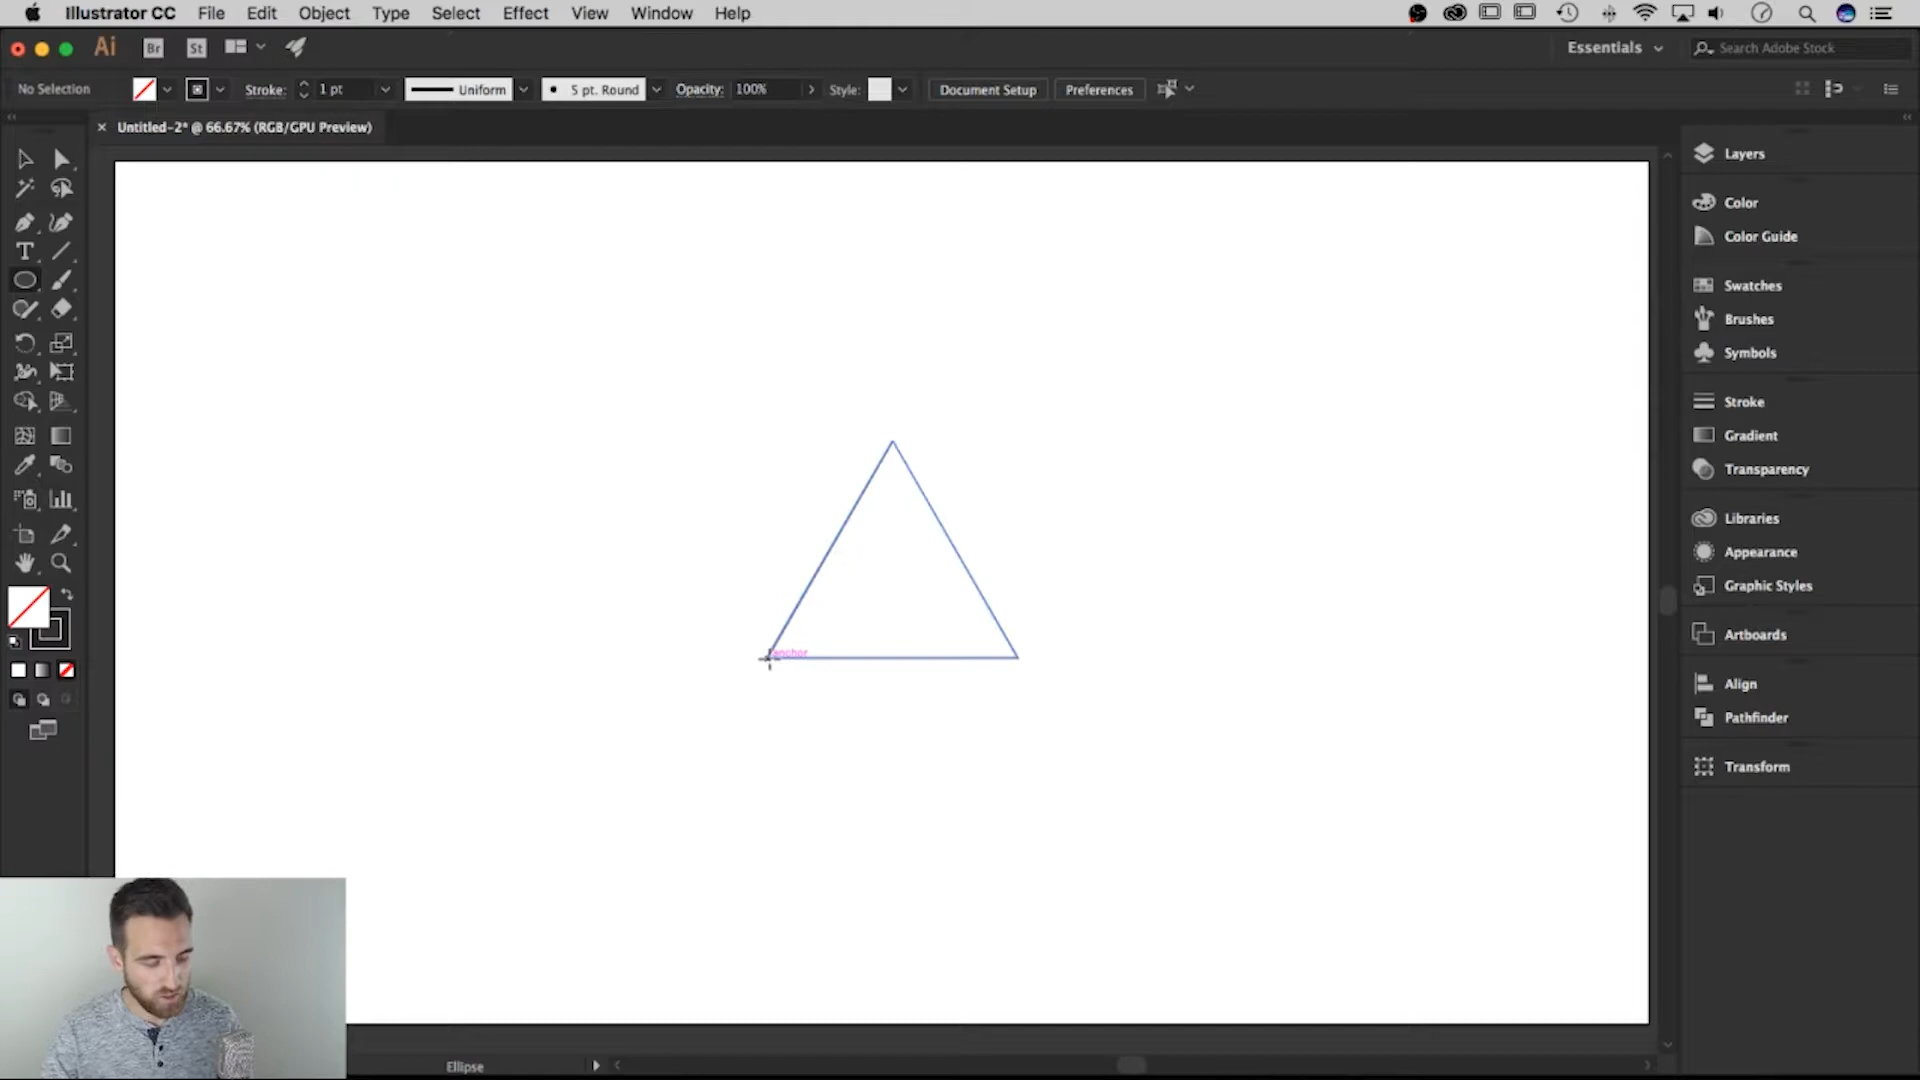 Illustrator CC File Edit Object Type Select Effect View Window Help
Ai Br St Essentials Search Adobe Stock
No Selection Stroke: 1 pt Uniform 5 pt. Round Opacity: 100% Style: Document Setup Preferences
Untitled-2* @ 66.67% (RGB/GPU Preview)
Layers
Color
Color Guide
Swatches
Brushes
Symbols
Stroke
Gradient
Transparency
Libraries
Appearance
Graphic Styles
Artboards
Align
Pathfinder
Transform
anchor
Ellipse